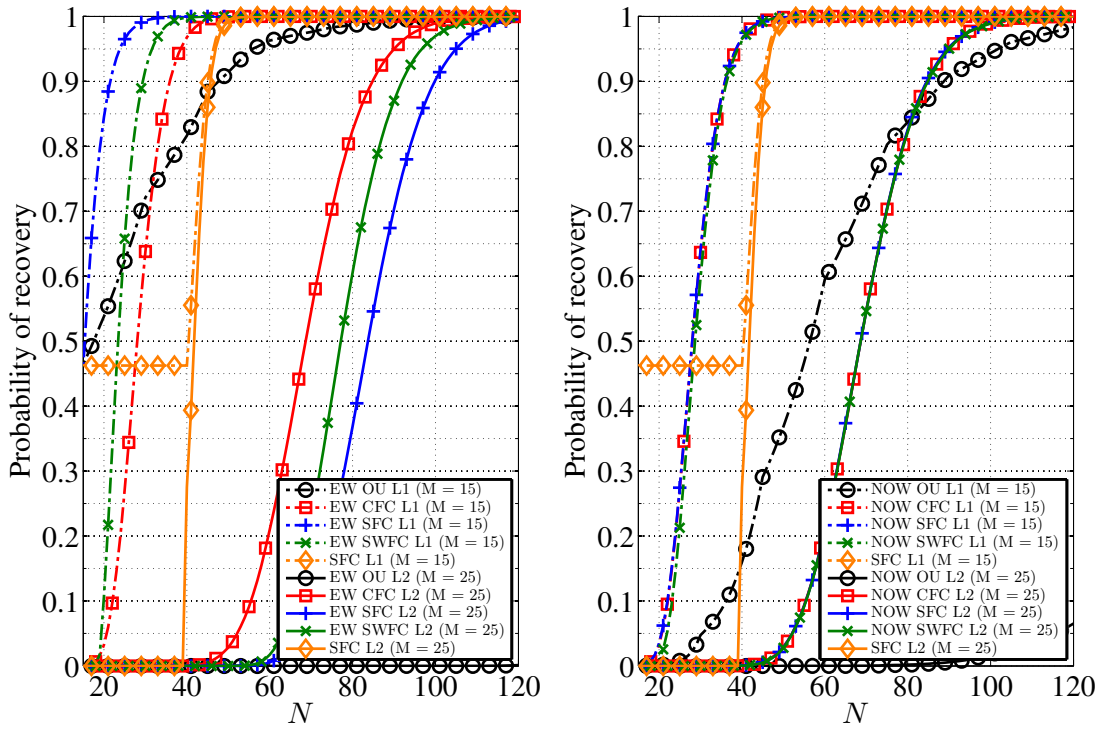 1
0.9
0.8
0.7
0.6
0.5
0.4
0.3
0.2
0.1
0
Probability of recovery
20
40
60
80
100
120
N
EW OU L1 (M = 15)
EW CFC L1 (M = 15)
EW SFC L1 (M = 15)
EW SWFC L1 (M = 15)
SFC L1 (M = 15)
EW OU L2 (M = 25)
EW CFC L2 (M = 25)
EW SFC L2 (M = 25)
EW SWFC L2 (M = 25)
SFC L2 (M = 25)
1
0.9
0.8
0.7
0.6
0.5
0.4
0.3
0.2
0.1
0
Probability of recovery
20
40
60
80
100
120
N
NOW OU L1 (M = 15)
NOW CFC L1 (M = 15)
NOW SFC L1 (M = 15)
NOW SWFC L1 (M = 15)
SFC L1 (M = 15)
NOW OU L2 (M = 25)
NOW CFC L2 (M = 25)
NOW SFC L2 (M = 25)
NOW SWFC L2 (M = 25)
SFC L2 (M = 25)